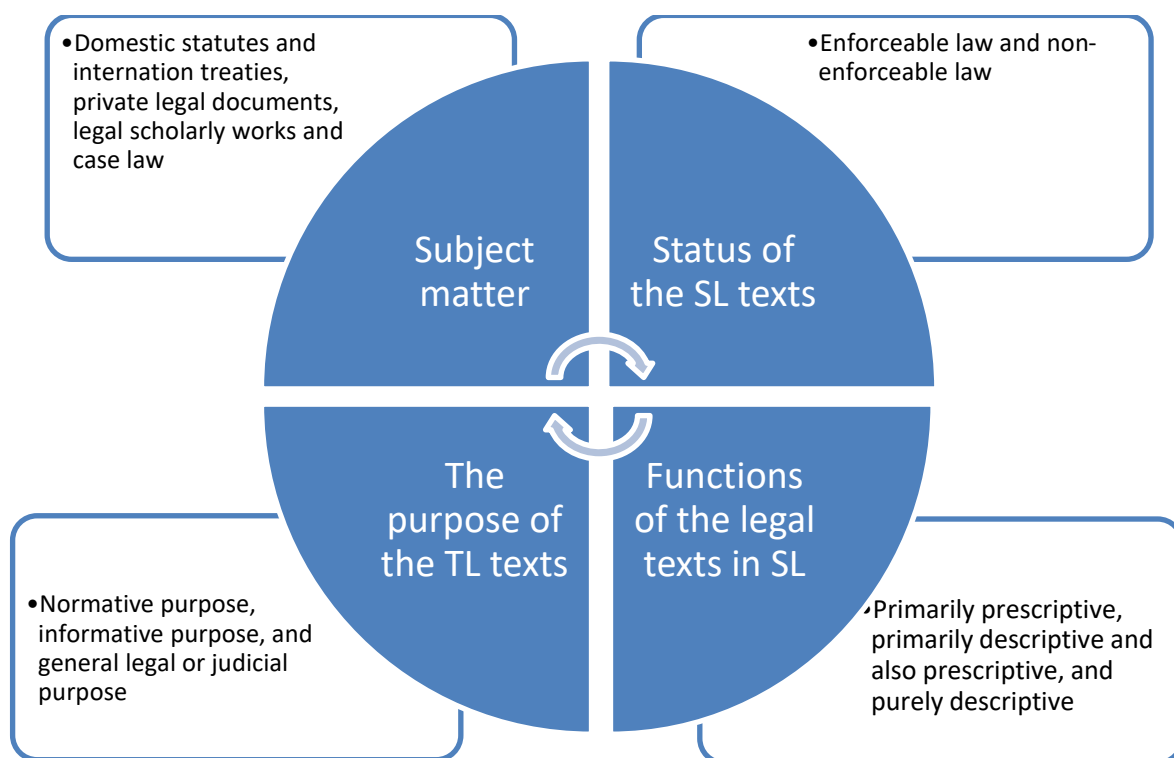 •Domestic statutes and
internation treaties,
private legal documents,
legal scholarly works and
case law
•Enforceable law and non-
enforceable law
Subject
matter
Status of
the SL texts
The
purpose of
the TL texts
Functions
of the legal
texts in SL
•Normative purpose,
informative purpose, and
general legal or judicial
purpose
•Primarily prescriptive,
primarily descriptive and
also prescriptive, and
purely descriptive